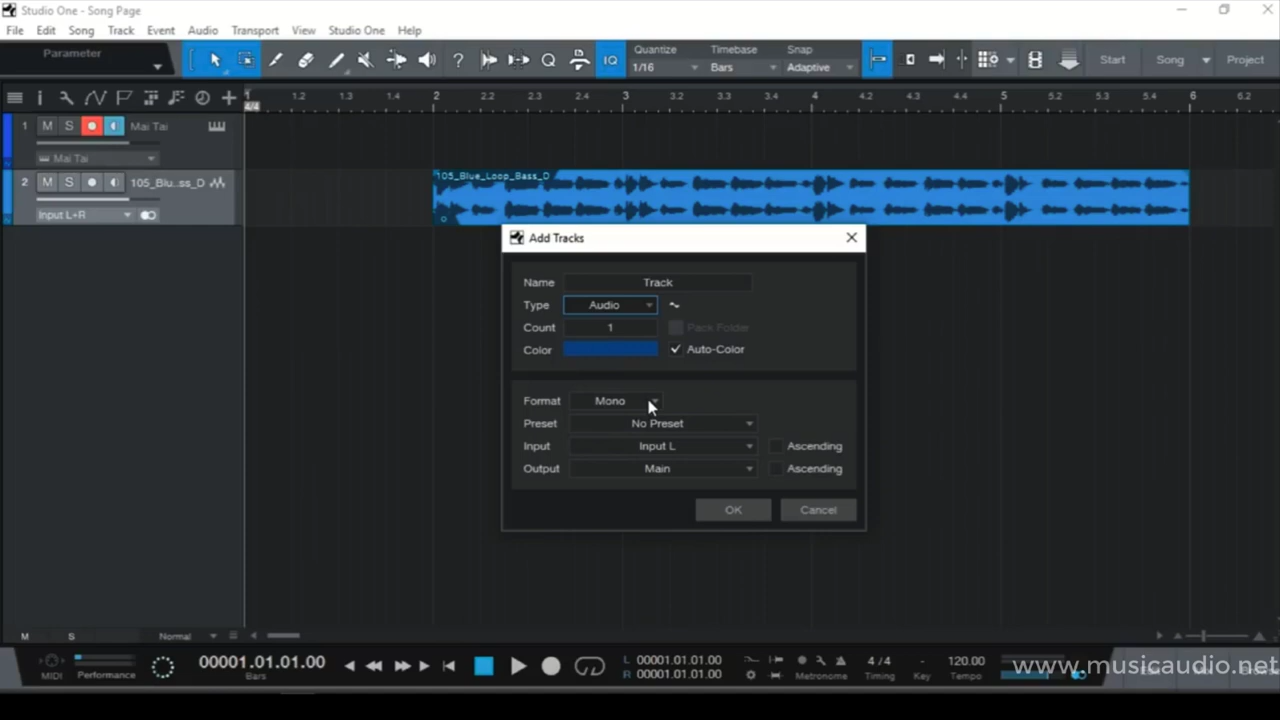 Studio One - Song Page
File Edit Song Track Event Audio Transport View Studio One Help
Parameter
IQ
Quantize Timebase Snap
1/16 Bars Adaptive
Start Song Project
1 1.2 1.3 1.4 2 2.2 2.3 2.4 3 3.2 3.3 3.4 4 4.2 4.3 4.4 5 5.2 5.3 5.4 6 6.2
4/4
1 M S Mai Tai
Mai Tai
2 M S 105_Blu..ss_D
Input L+R
105_Blue_Loop_Bass_D
Add Tracks
Name Track
Type Audio
Count 1 Pack Folder
Color Auto-Color
Format Mono
Preset No Preset
Input Input L Ascending
Output Main Ascending
OK Cancel
M S Normal
MIDI Performance
00001.01.01.00
Bars
L 00001.01.01.00
R 00001.01.01.00
Metronome
4/4 - 120.00
Timing Key Tempo
www.musicaudio.net